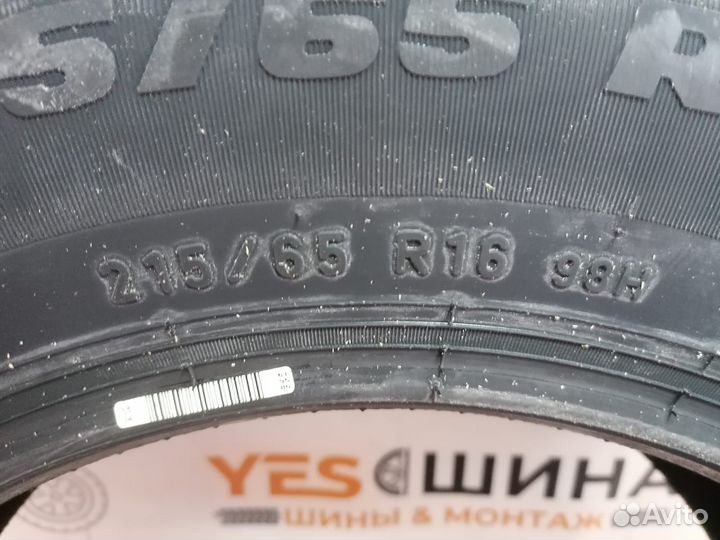 5/65 R
215/65 R16 98H
YES ШИНА
ШИНЫ & МОНТАЖ
Avito